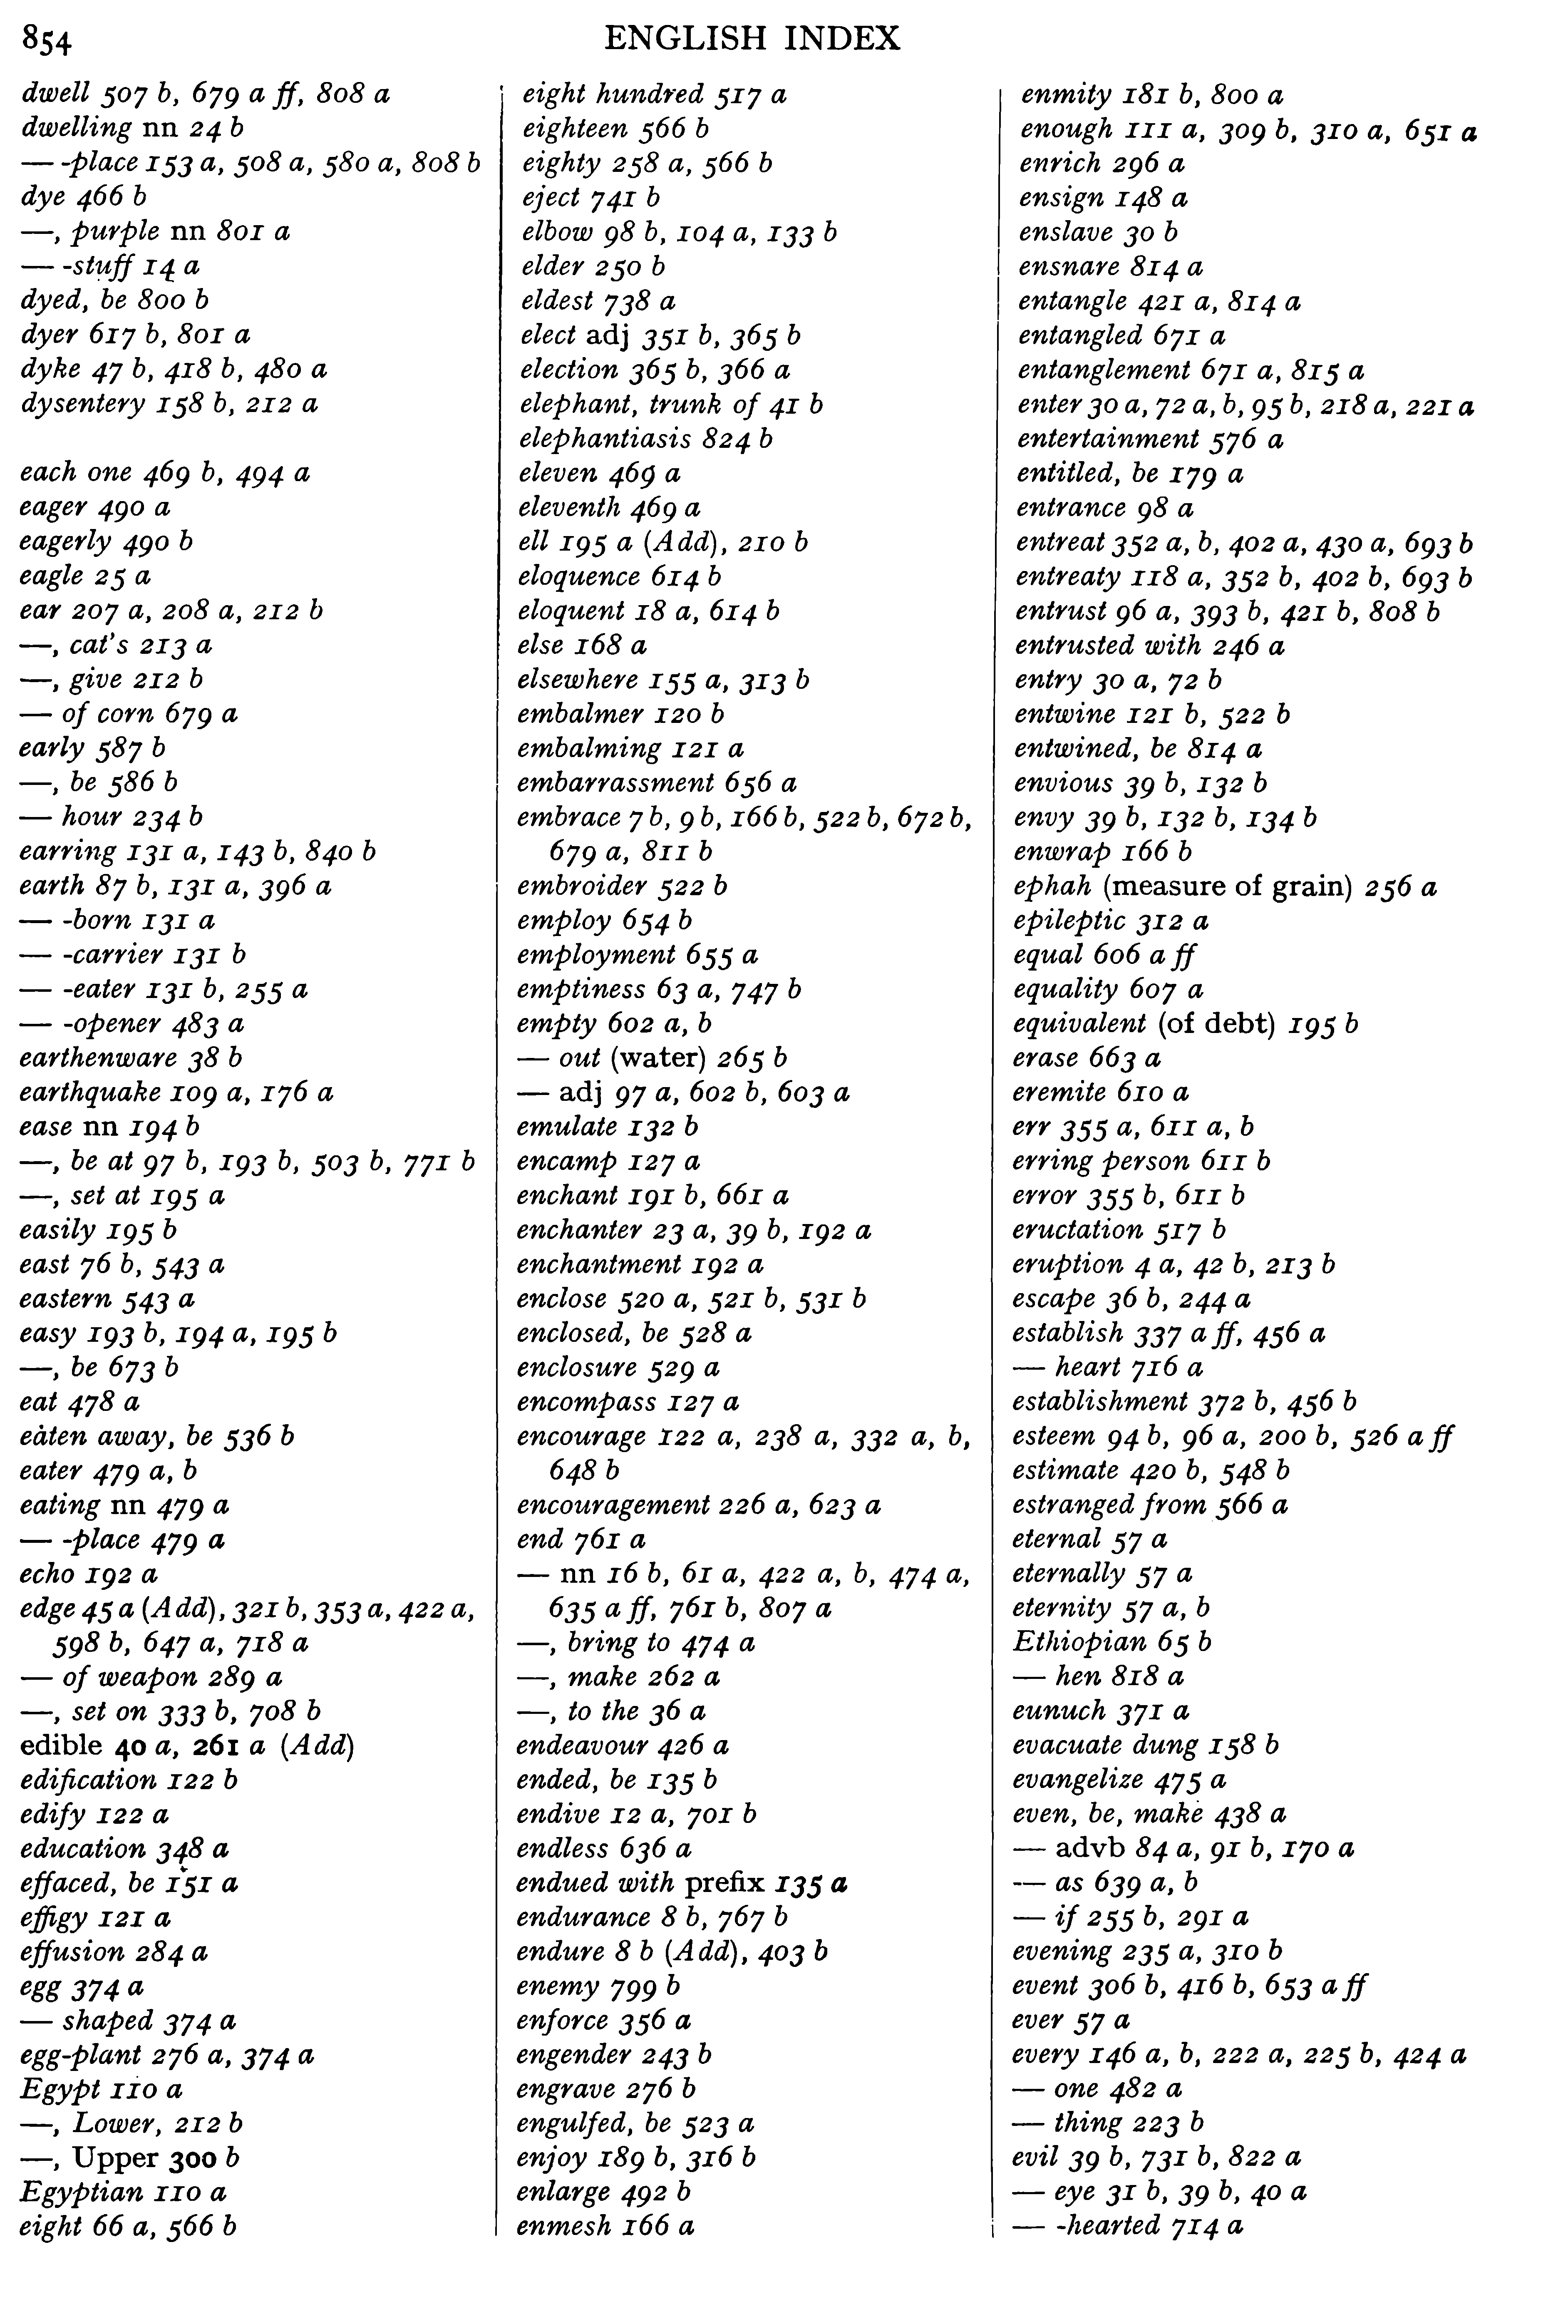 854
ENGLISH INDEX
dwell 507 b, 679 a ff, 808 a
dwelling nn 24 b
— -place 153 a, 508 a, 580 a, 808 b
dye 466 b
—, purple nn 801 a
— -stuff 14 a
dyed, be 800 b
dyer 617 b, 801 a
dyke 47 b, 418 b, 480 a
dysentery 158 b, 212 a
each one 469 b, 494 a
eager 490 a
eagerly 490 b
eagle 25 a
ear 207 a, 208 a, 212 b
—, cat's 213 a
—, give 212 b
— of corn 679 a
early 587 b
—, be 586 b
— hour 234 b
earring 131 a, 143 b, 840 b
earth 87 b, 131 a, 396 a
— -born 131 a
— -carrier 131 b
— -eater 131 b, 255 a
— -opener 483 a
earthenware 38 b
earthquake 109 a, 176 a
ease nn 194 b
—, be at 97 b, 193 b, 503 b, 771 b
—, set at 195 a
easily 195 b
east 76 b, 543 a
eastern 543 a
easy 193 b, 194 a, 195 b
—, be 673 b
eat 478 a
eaten away, be 536 b
eater 479 a, b
eating nn 479 a
— -place 479 a
echo 192 a
edge 45 a (Add), 321 b, 353 a, 422 a,
598 b, 647 a, 718 a
— of weapon 289 a
—, set on 333 b, 708 b
edible 40 a, 261 a (Add)
edification 122 b
edify 122 a
education 348 a
effaced, be 151 a
effigy 121 a
effusion 284 a
egg 374 a
— shaped 374 a
egg-plant 276 a, 374 a
Egypt 110 a
—, Lower, 212 b
—, Upper 300 b
Egyptian 110 a
eight 66 a, 566 b
eight hundred 517 a
eighteen 566 b
eighty 258 a, 566 b
eject 741 b
elbow 98 b, 104 a, 133 b
elder 250 b
eldest 738 a
elect adj 351 b, 365 b
election 365 b, 366 a
elephant, trunk of 41 b
elephantiasis 824 b
eleven 469 a
eleventh 469 a
ell 195 a (Add), 210 b
eloquence 614 b
eloquent 18 a, 614 b
else 168 a
elsewhere 155 a, 313 b
embalmer 120 b
embalming 121 a
embarrassment 656 a
embrace 7 b, 9 b, 166 b, 522 b, 672 b,
679 a, 811 b
embroider 522 b
employ 654 b
employment 655 a
emptiness 63 a, 747 b
empty 602 a, b
— out (water) 265 b
— adj 97 a, 602 b, 603 a
emulate 132 b
encamp 127 a
enchant 191 b, 661 a
enchanter 23 a, 39 b, 192 a
enchantment 192 a
enclose 520 a, 521 b, 531 b
enclosed, be 528 a
enclosure 529 a
encompass 127 a
encourage 122 a, 238 a, 332 a, b,
648 b
encouragement 226 a, 623 a
end 761 a
— nn 16 b, 61 a, 422 a, b, 474 a,
635 a ff, 761 b, 807 a
—, bring to 474 a
—, make 262 a
—, to the 36 a
endeavour 426 a
ended, be 135 b
endive 12 a, 701 b
endless 636 a
endued with prefix 135 a
endurance 8 b, 767 b
endure 8 b (Add), 403 b
enemy 799 b
enforce 356 a
engender 243 b
engrave 276 b
engulfed, be 523 a
enjoy 189 b, 316 b
enlarge 492 b
enmesh 166 a
enmity 181 b, 800 a
enough 111 a, 309 b, 310 a, 651 a
enrich 296 a
ensign 148 a
enslave 30 b
ensnare 814 a
entangle 421 a, 814 a
entangled 671 a
entanglement 671 a, 815 a
enter 30 a, 72 a, b, 95 b, 218 a, 221 a
entertainment 576 a
entitled, be 179 a
entrance 98 a
entreat 352 a, b, 402 a, 430 a, 693 b
entreaty 118 a, 352 b, 402 b, 693 b
entrust 96 a, 393 b, 421 b, 808 b
entrusted with 246 a
entry 30 a, 72 b
entwine 121 b, 522 b
entwined, be 814 a
envious 39 b, 132 b
envy 39 b, 132 b, 134 b
enwrap 166 b
ephah (measure of grain) 256 a
epileptic 312 a
equal 606 a ff
equality 607 a
equivalent (of debt) 195 b
erase 663 a
eremite 610 a
err 355 a, 611 a, b
erring person 611 b
error 355 b, 611 b
eructation 517 b
eruption 4 a, 42 b, 213 b
escape 36 b, 244 a
establish 337 a ff, 456 a
— heart 716 a
establishment 372 b, 456 b
esteem 94 b, 96 a, 200 b, 526 a ff
estimate 420 b, 548 b
estranged from 566 a
eternal 57 a
eternally 57 a
eternity 57 a, b
Ethiopian 65 b
— hen 818 a
eunuch 371 a
evacuate dung 158 b
evangelize 475 a
even, be, make 438 a
— advb 84 a, 91 b, 170 a
— as 639 a, b
— if 255 b, 291 a
evening 235 a, 310 b
event 306 b, 416 b, 653 a ff
ever 57 a
every 146 a, b, 222 a, 225 b, 424 a
— one 482 a
— thing 223 b
evil 39 b, 731 b, 822 a
— eye 31 b, 39 b, 40 a
— -hearted 714 a